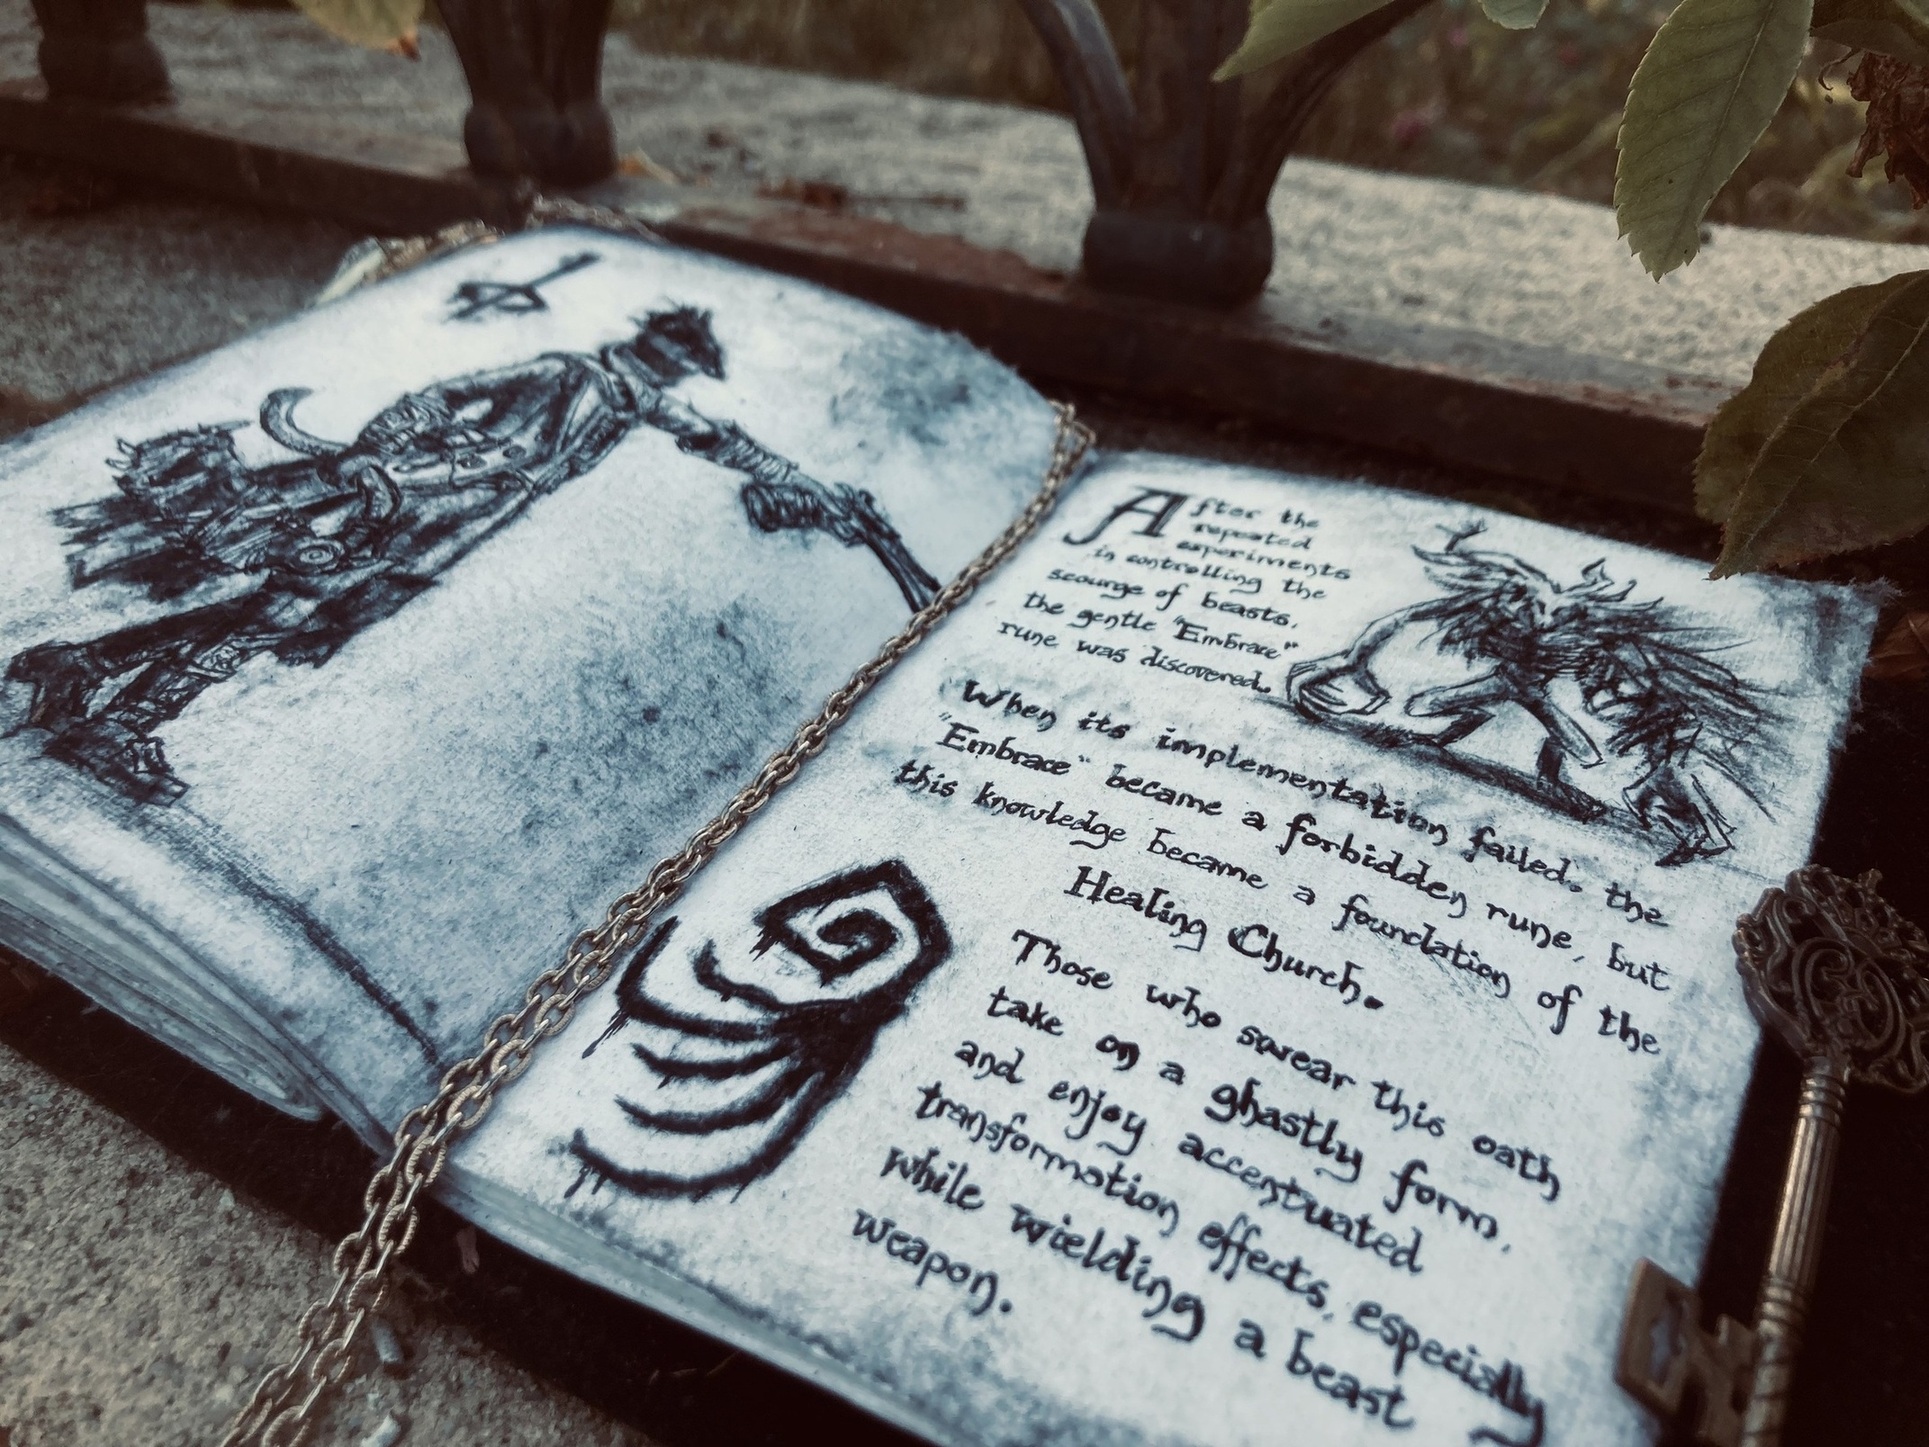 After the
repeated
experiments
in controlling the
scourge of beasts,
the gentle "Embrace"
rune was discovered.
When its implementation failed, the
"Embrace" became a forbidden rune, but
this knowledge became a foundation of the
Healing Church.
Those who swear this oath
take on a ghastly form,
and enjoy accentuated
transformation effects, especially
while wielding a beast
weapon.